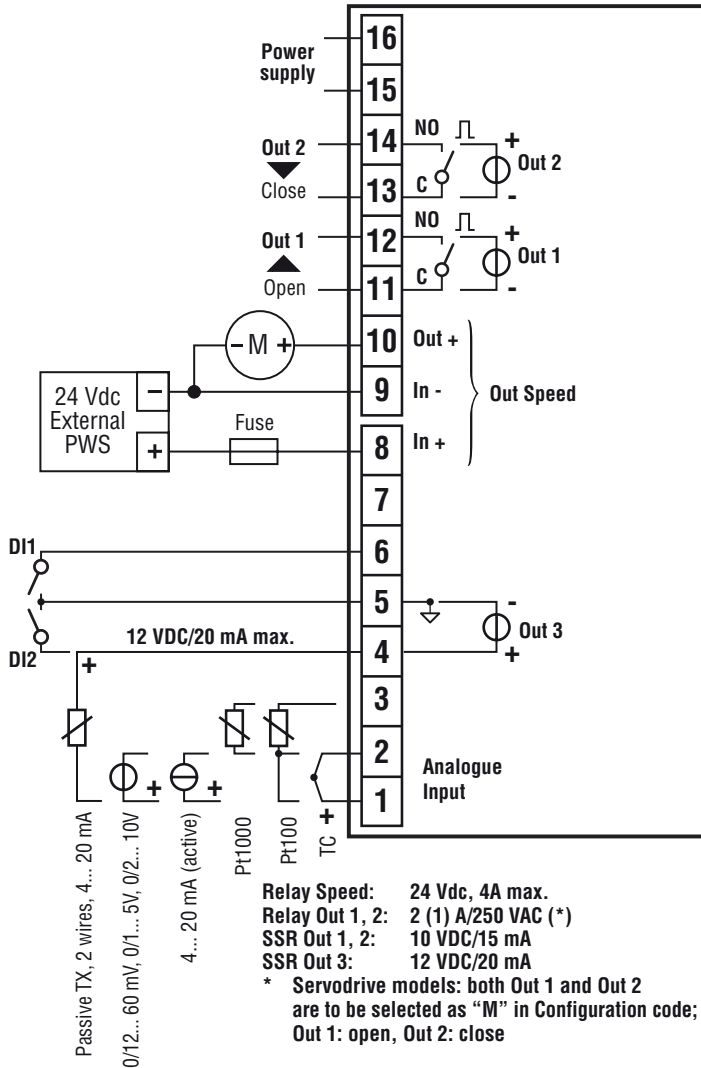 16
Power
supply
15
NO
Out 2
14
+
Out 2
Close
13
C
-
NO
Out 1
12
+
Out 1
Open
11
C
-
- M +
10
Out +
24 Vdc
External
PWS
-
9
In -
Out Speed
Fuse
+
8
In +
7
DI1
6
5
-
Out 3
12 VDC/20 mA max.
4
+
DI2
+
3
2
Analogue
Input
1
+
+
+
Passive TX, 2 wires, 4... 20 mA
0/12... 60 mV, 0/1... 5V, 0/2... 10V
4... 20 mA (active)
Pt1000
Pt100
TC
Relay Speed: 24 Vdc, 4A max.
Relay Out 1, 2: 2 (1) A/250 VAC (*)
SSR Out 1, 2: 10 VDC/15 mA
SSR Out 3: 12 VDC/20 mA
* Servodrive models: both Out 1 and Out 2
are to be selected as “M” in Configuration code;
Out 1: open, Out 2: close